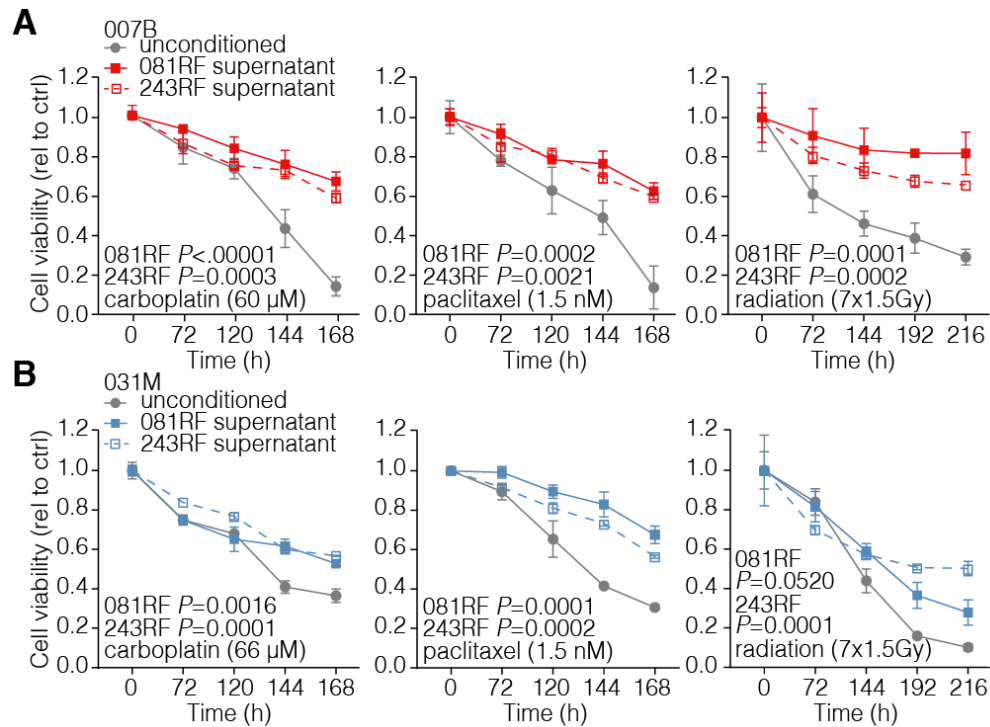 A
007B
unconditioned
081RF supernatant
243RF supernatant
Cell viability (rel to ctrl)
1.2
1.0
0.8
0.6
0.4
0.2
0.0
081RF P<.00001
243RF P=0.0003
carboplatin (60 µM)
0 72 120 144 168
Time (h)
1.2
1.0
0.8
0.6
0.4
0.2
0.0
081RF P=0.0002
243RF P=0.0021
paclitaxel (1.5 nM)
0 72 120 144 168
Time (h)
1.2
1.0
0.8
0.6
0.4
0.2
0.0
081RF P=0.0001
243RF P=0.0002
radiation (7x1.5Gy)
0 72 144 192 216
Time (h)
B
031M
unconditioned
081RF supernatant
243RF supernatant
Cell viability (rel to ctrl)
1.2
1.0
0.8
0.6
0.4
0.2
0.0
081RF P=0.0016
243RF P=0.0001
carboplatin (66 µM)
0 72 120 144 168
Time (h)
1.2
1.0
0.8
0.6
0.4
0.2
0.0
081RF P=0.0001
243RF P=0.0002
paclitaxel (1.5 nM)
0 72 120 144 168
Time (h)
1.2
1.0
0.8
0.6
0.4
0.2
0.0
081RF
P=0.0520
243RF
P=0.0001
radiation (7x1.5Gy)
0 72 144 192 216
Time (h)